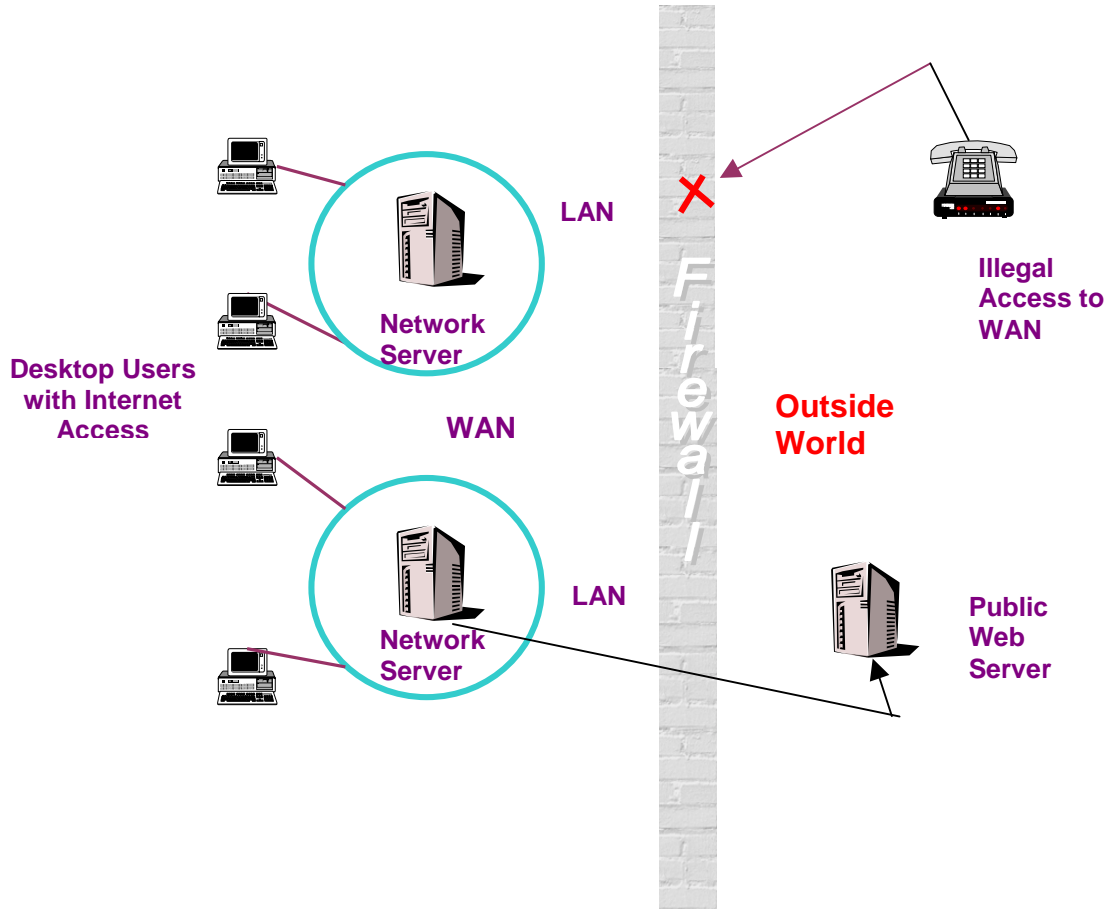 LAN
Network
Server
Desktop Users
with Internet
Access
WAN
LAN
Network
Server
Firewall
Illegal
Access to
WAN
Outside
World
Public
Web
Server